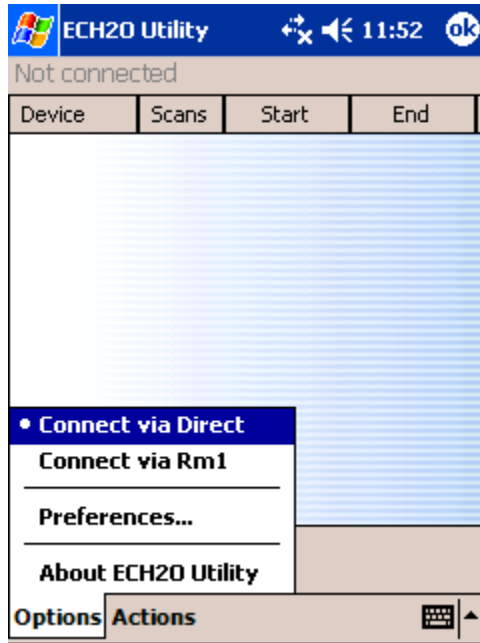 ECH2O Utility 11:52 ok
Not connected
Device Scans Start End
Connect via Direct
Connect via Rm1
Preferences...
About ECH2O Utility
Options Actions